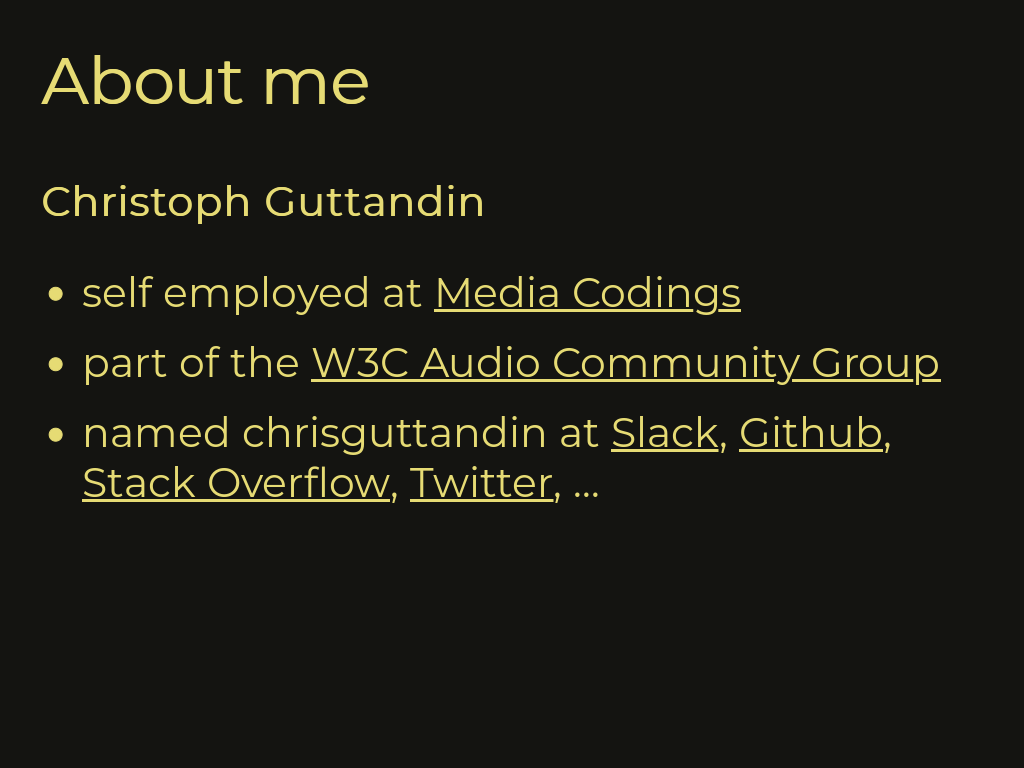 About me
Christoph Guttandin
• self employed at Media Codings
• part of the W3C Audio Community Group
• named chrisguttandin at Slack, Github,
Stack Overflow, Twitter, ...